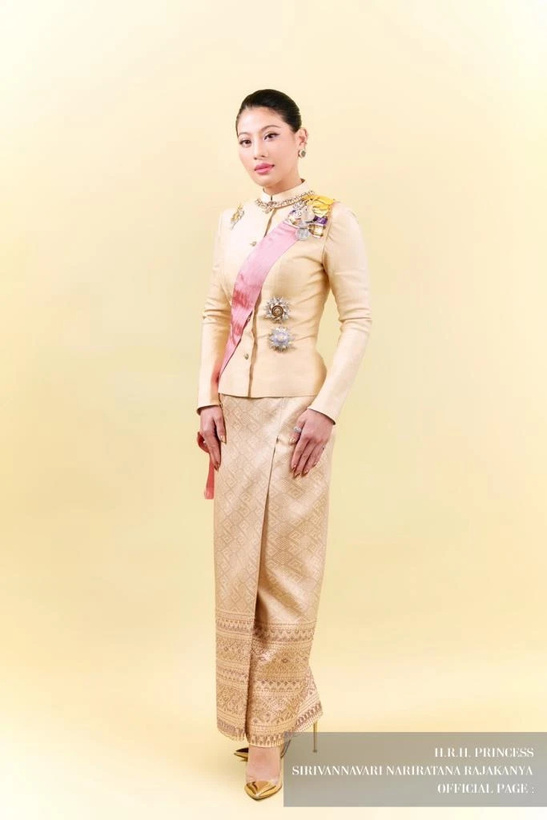 H.R.H. PRINCESS
SIRIVANNAVARI NARIRATANA RAJAKANYA
OFFICIAL PAGE :